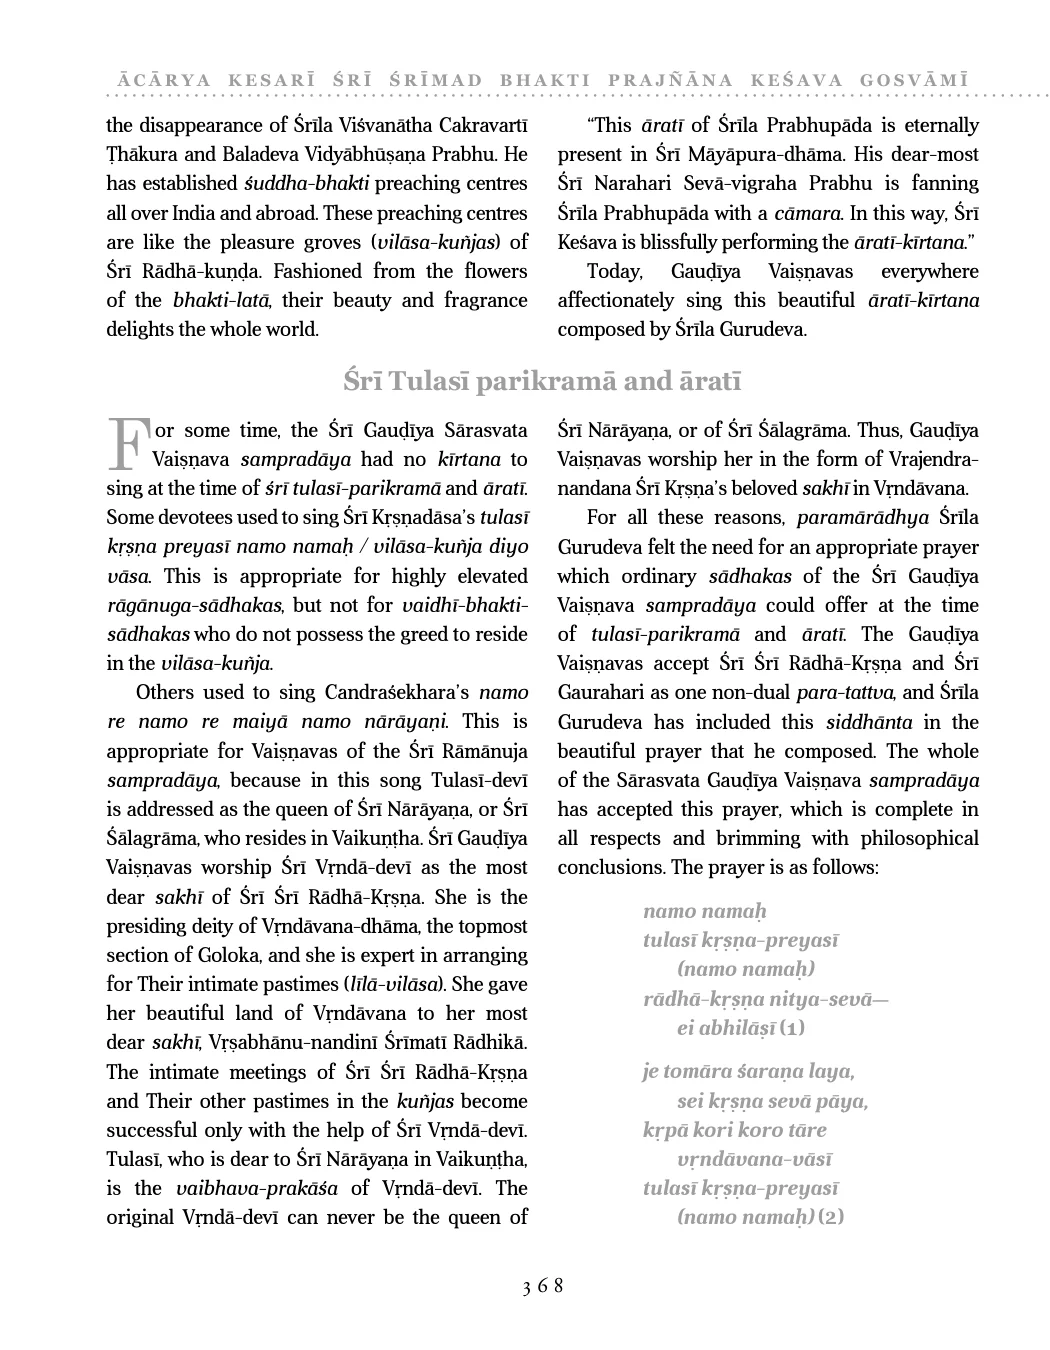 ĀCĀRYA KESARĪ ŚRĪ ŚRĪMAD BHAKTI PRAJÑĀNA KEŚAVA GOSVĀMĪ
the disappearance of Śrīla Viśvanātha Cakravartī
Ṭhākura and Baladeva Vidyābhūṣaṇa Prabhu. He
has established śuddha-bhakti preaching centres
all over India and abroad. These preaching centres
are like the pleasure groves (vilāsa-kuñjas) of
Śrī Rādhā-kuṇḍa. Fashioned from the flowers
of the bhakti-latā, their beauty and fragrance
delights the whole world.
“This āratī of Śrīla Prabhupāda is eternally
present in Śrī Māyāpura-dhāma. His dear-most
Śrī Narahari Sevā-vigraha Prabhu is fanning
Śrīla Prabhupāda with a cāmara. In this way, Śrī
Keśava is blissfully performing the āratī-kīrtana.”
Today, Gauḍīya Vaiṣṇavas everywhere
affectionately sing this beautiful āratī-kīrtana
composed by Śrīla Gurudeva.
Śrī Tulasī parikramā and āratī
For some time, the Śrī Gauḍīya Sārasvata
Vaiṣṇava sampradāya had no kīrtana to
sing at the time of śrī tulasī-parikramā and āratī.
Some devotees used to sing Śrī Kṛṣṇadāsa’s tulasī
kṛṣṇa preyasī namo namaḥ / vilāsa-kuñja diyo
vāsa. This is appropriate for highly elevated
rāgānuga-sādhakas, but not for vaidhī-bhakti-
sādhakas who do not possess the greed to reside
in the vilāsa-kuñja.
Others used to sing Candraśekhara’s namo
re namo re maiyā namo nārāyaṇi. This is
appropriate for Vaiṣṇavas of the Śrī Rāmānuja
sampradāya, because in this song Tulasī-devī
is addressed as the queen of Śrī Nārāyaṇa, or Śrī
Śālagrāma, who resides in Vaikuṇṭha. Śrī Gauḍīya
Vaiṣṇavas worship Śrī Vṛndā-devī as the most
dear sakhī of Śrī Śrī Rādhā-Kṛṣṇa. She is the
presiding deity of Vṛndāvana-dhāma, the topmost
section of Goloka, and she is expert in arranging
for Their intimate pastimes (līlā-vilāsa). She gave
her beautiful land of Vṛndāvana to her most
dear sakhī, Vṛṣabhānu-nandinī Śrīmatī Rādhikā.
The intimate meetings of Śrī Śrī Rādhā-Kṛṣṇa
and Their other pastimes in the kuñjas become
successful only with the help of Śrī Vṛndā-devī.
Tulasī, who is dear to Śrī Nārāyaṇa in Vaikuṇṭha,
is the vaibhava-prakāśa of Vṛndā-devī. The
original Vṛndā-devī can never be the queen of
Śrī Nārāyaṇa, or of Śrī Śālagrāma. Thus, Gauḍīya
Vaiṣṇavas worship her in the form of Vrajendra-
nandana Śrī Kṛṣṇa’s beloved sakhī in Vṛndāvana.
For all these reasons, paramārādhya Śrīla
Gurudeva felt the need for an appropriate prayer
which ordinary sādhakas of the Śrī Gauḍīya
Vaiṣṇava sampradāya could offer at the time
of tulasī-parikramā and āratī. The Gauḍīya
Vaiṣṇavas accept Śrī Śrī Rādhā-Kṛṣṇa and Śrī
Gaurahari as one non-dual para-tattva, and Śrīla
Gurudeva has included this siddhānta in the
beautiful prayer that he composed. The whole
of the Sārasvata Gauḍīya Vaiṣṇava sampradāya
has accepted this prayer, which is complete in
all respects and brimming with philosophical
conclusions. The prayer is as follows:
namo namaḥ
tulasī kṛṣṇa-preyasī
(namo namaḥ)
rādhā-kṛṣṇa nitya-sevā—
ei abhilāṣī (1)
je tomāra śaraṇa laya,
sei kṛṣṇa sevā pāya,
kṛpā kori koro tāre
vṛndāvana-vāsī
tulasī kṛṣṇa-preyasī
(namo namaḥ) (2)
368